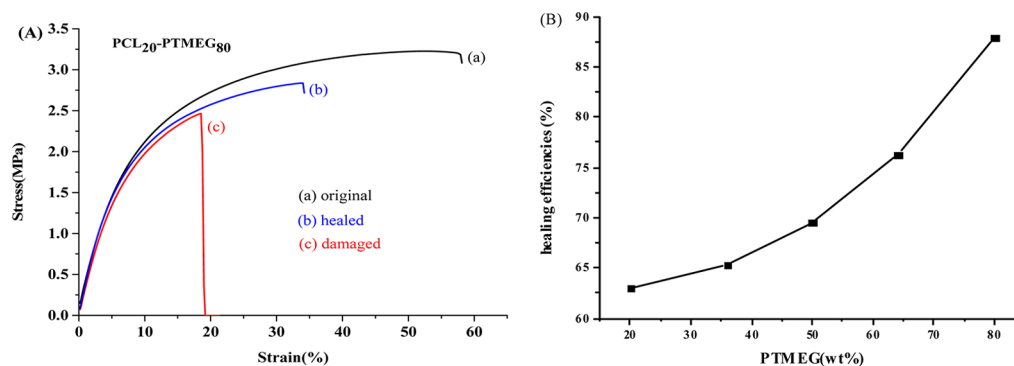 (A)
PCL20-PTMEG80
3.5
3.0
2.5
2.0
1.5
1.0
0.5
0.0
Stress(MPa)
(a)
(b)
(c)
(a) original
(b) healed
(c) damaged
0 10 20 30 40 50 60
Strain(%)
(B)
90
85
80
75
70
65
60
healing efficiencies (%)
20 30 40 50 60 70 80
PTMEG(wt%)